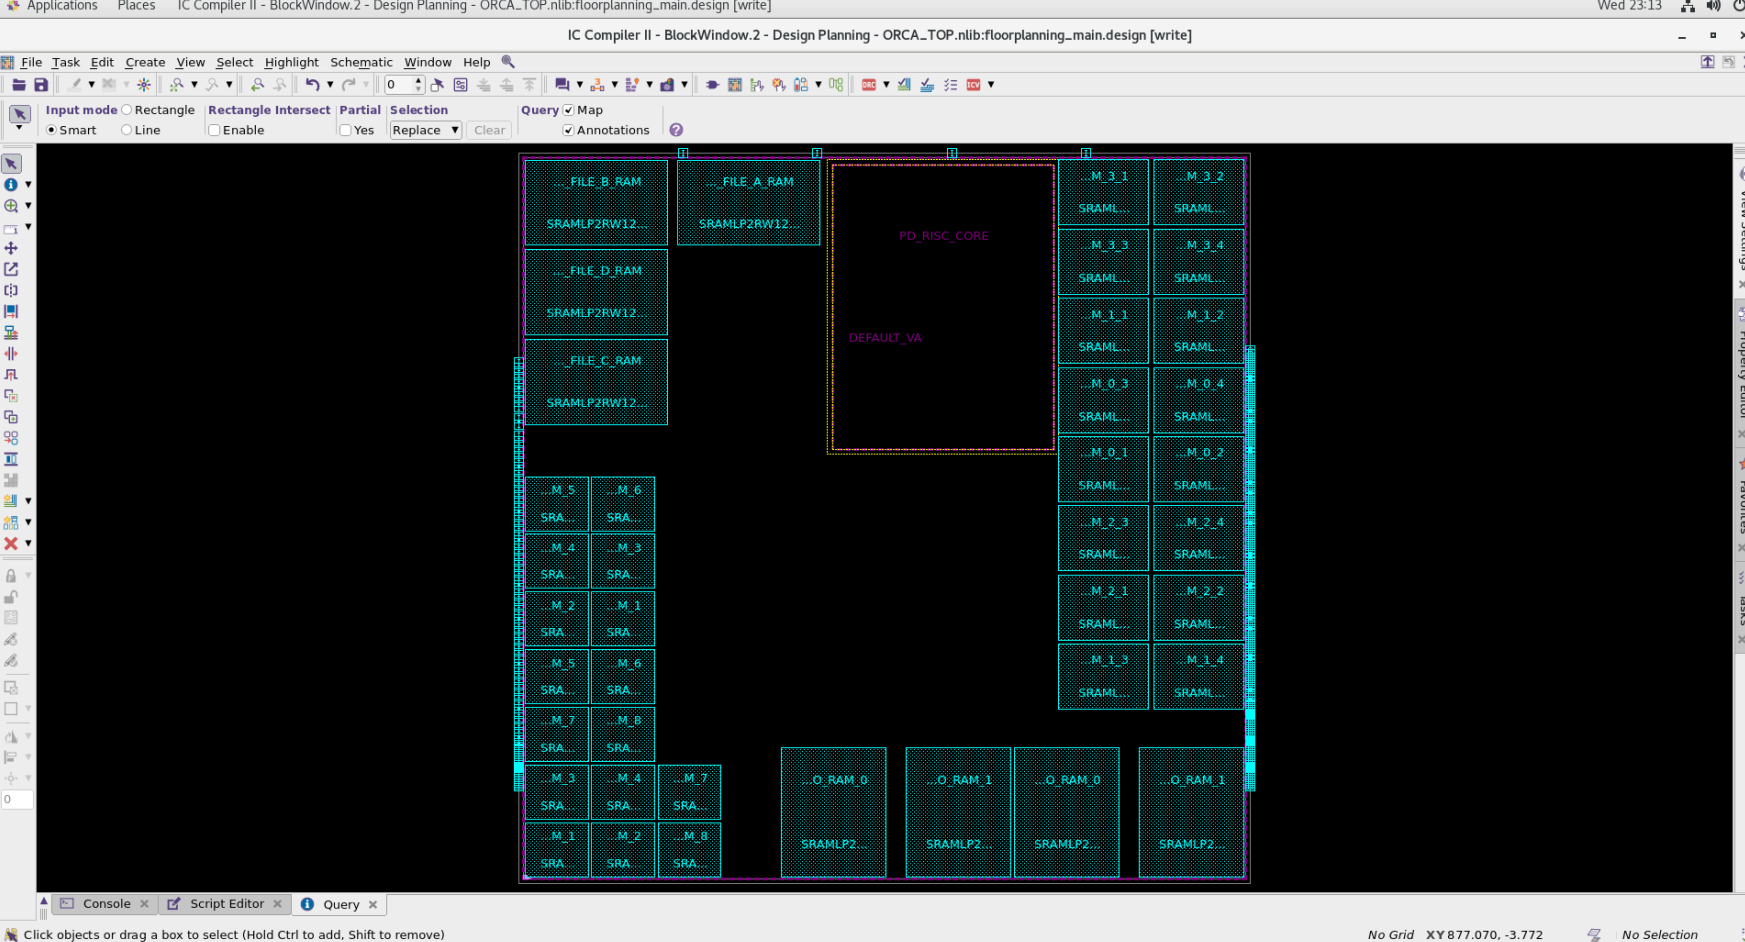 Applications Places IC Compiler II - BlockWindow.2 - Design Planning - ORCA_TOP.nlib:floorplanning_main.design [write] Wed 23:13
IC Compiler II - BlockWindow.2 - Design Planning - ORCA_TOP.nlib:floorplanning_main.design [write]
File Task Edit Create View Select Highlight Schematic Window Help
0
DRC ICV
Input mode Rectangle Rectangle Intersect Partial Selection Query Map
Smart Line Enable Yes Replace Clear Annotations
..._FILE_B_RAM ..._FILE_A_RAM
SRAMLP2RW12... SRAMLP2RW12...
..._FILE_D_RAM
SRAMLP2RW12...
..._FILE_C_RAM
SRAMLP2RW12...
PD_RISC_CORE
DEFAULT_VA
...M_3_1 ...M_3_2
SRAML... SRAML...
...M_3_3 ...M_3_4
SRAML... SRAML...
...M_1_1 ...M_1_2
SRAML... SRAML...
...M_0_3 ...M_0_4
SRAML... SRAML...
...M_0_1 ...M_0_2
SRAML... SRAML...
...M_2_3 ...M_2_4
SRAML... SRAML...
...M_2_1 ...M_2_2
SRAML... SRAML...
...M_1_3 ...M_1_4
SRAML... SRAML...
...M_5 ...M_6
SRA... SRA...
...M_4 ...M_3
SRA... SRA...
...M_2 ...M_1
SRA... SRA...
...M_5 ...M_6
SRA... SRA...
...M_7 ...M_8
SRA... SRA...
...M_3 ...M_4 ...M_7
SRA... SRA... SRA...
...M_1 ...M_2 ...M_8
SRA... SRA... SRA...
...O_RAM_0 ...O_RAM_1 ...O_RAM_0 ...O_RAM_1
SRAMLP2... SRAMLP2... SRAMLP2... SRAMLP2...
0
View Settings
Property Editor
Favorites
Tasks
Console Script Editor Query
Click objects or drag a box to select (Hold Ctrl to add, Shift to remove) No Grid XY 877.070, -3.772 No Selection